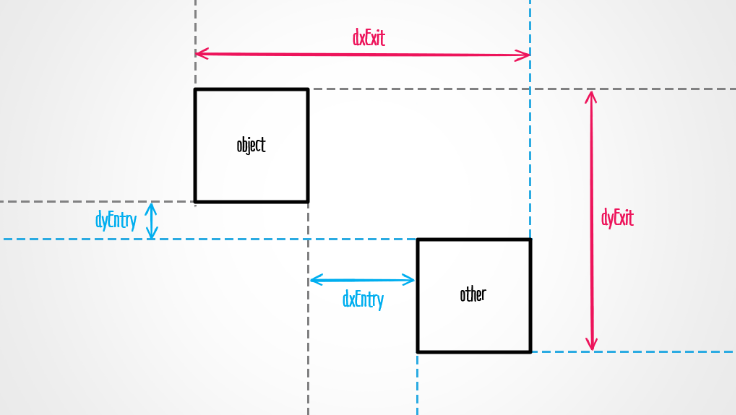 dxExit
object
dyEntry
dyExit
dxEntry
other